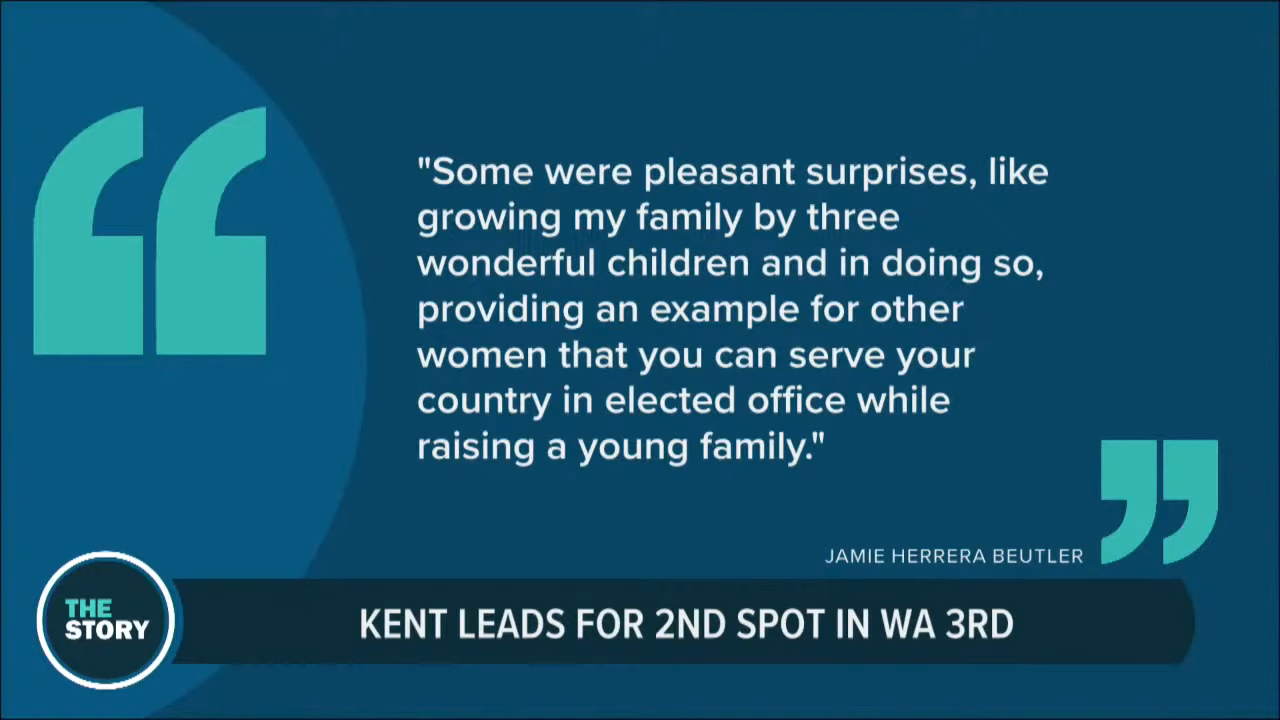 "Some were pleasant surprises, like
growing my family by three
wonderful children and in doing so,
providing an example for other
women that you can serve your
country in elected office while
raising a young family."
JAMIE HERRERA BEUTLER
THE
STORY
KENT LEADS FOR 2ND SPOT IN WA 3RD